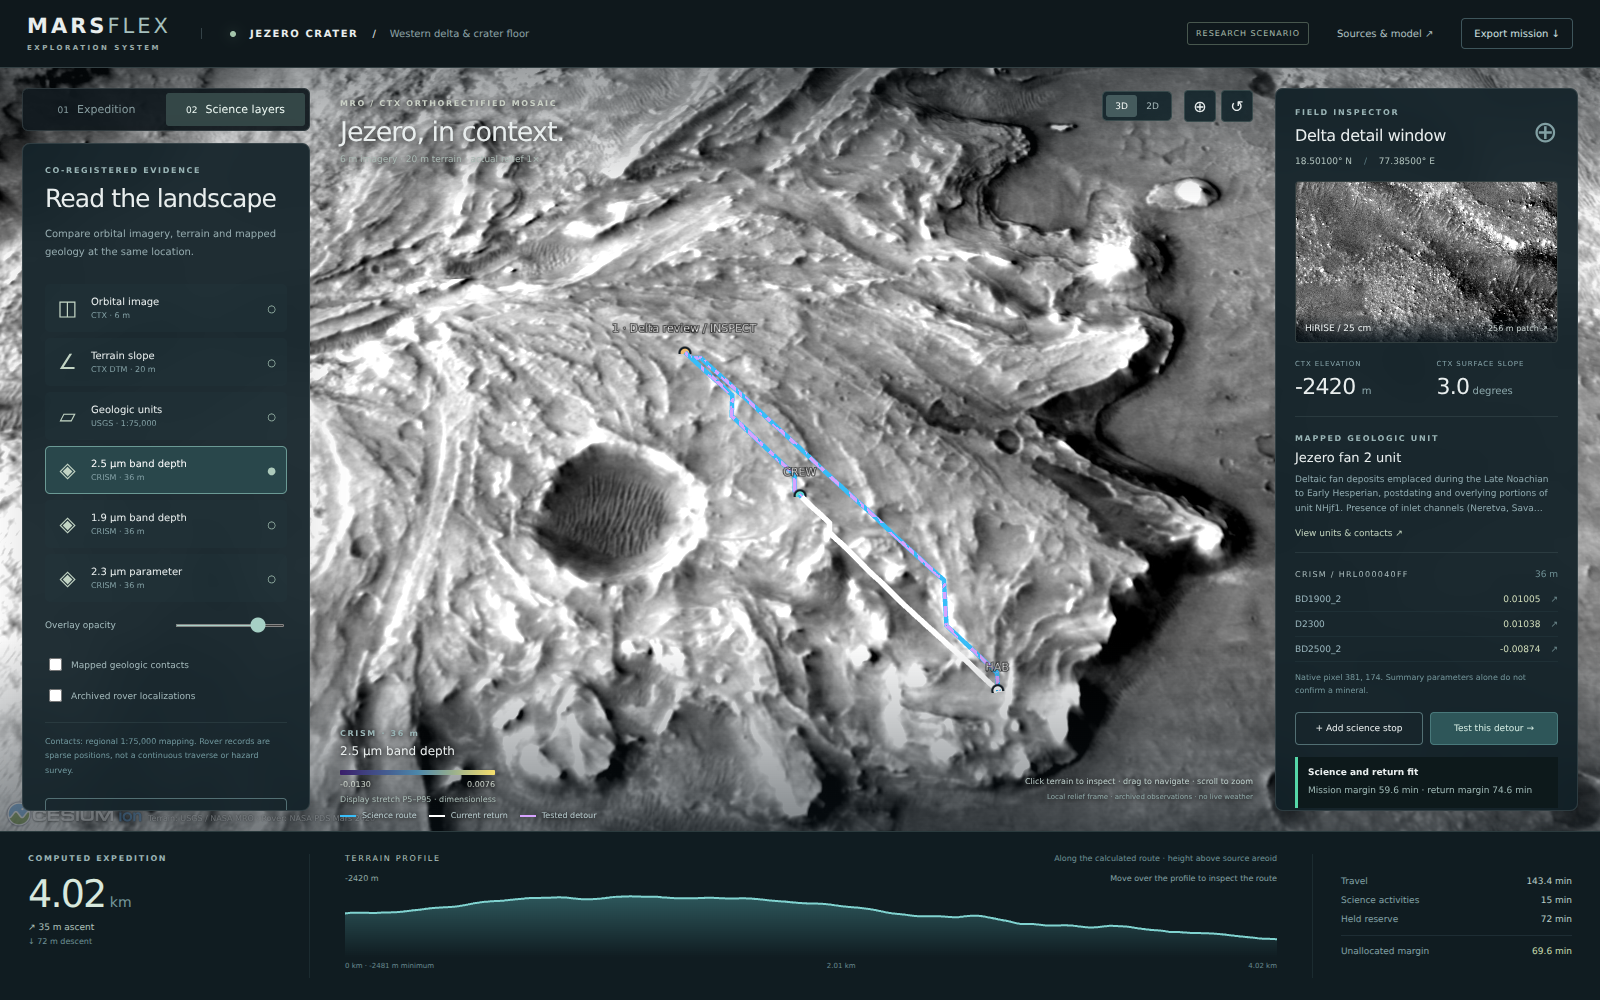 MARSFLEX
EXPLORATION SYSTEM
JEZERO CRATER / Western delta & crater floor
RESEARCH SCENARIO
Sources & model ↗
Export mission ↓
01 Expedition
02 Science layers
CO-REGISTERED EVIDENCE
Read the landscape
Compare orbital imagery, terrain and mapped
geology at the same location.
Orbital image
CTX · 6 m
Terrain slope
CTX DTM · 20 m
Geologic units
USGS · 1:75,000
2.5 µm band depth
CRISM · 36 m
1.9 µm band depth
CRISM · 36 m
2.3 µm parameter
CRISM · 36 m
Overlay opacity
Mapped geologic contacts
Archived rover localizations
Contacts: regional 1:75,000 mapping. Rover records are
sparse positions, not a continuous traverse or hazard
survey.
CESIUM ion
MRO / CTX ORTHORECTIFIED MOSAIC
Jezero, in context.
3D 2D
1 · Delta review / INSPECT
CREW
HAB
CRISM · 36 m
2.5 µm band depth
-0.0130 0.0076
Display stretch P5–P95 · dimensionless
Science route Current return Tested detour
Click terrain to inspect · drag to navigate · scroll to zoom
Local relief frame · archived observations · no live weather
FIELD INSPECTOR
Delta detail window
18.50100° N / 77.38500° E
HiRISE / 25 cm
256 m patch ↗
CTX ELEVATION CTX SURFACE SLOPE
-2420 m 3.0 degrees
MAPPED GEOLOGIC UNIT
Jezero fan 2 unit
Deltaic fan deposits emplaced during the Late Noachian
to Early Hesperian, postdating and overlying portions of
unit NHjf1. Presence of inlet channels (Neretva, Sava...
View units & contacts ↗
CRISM / HRL000040FF 36 m
BD1900_2 0.01005 ↗
D2300 0.01038 ↗
BD2500_2 -0.00874 ↗
Native pixel 381, 174. Summary parameters alone do not
confirm a mineral.
+ Add science stop
Test this detour →
Science and return fit
Mission margin 59.6 min · return margin 74.6 min
COMPUTED EXPEDITION
4.02 km
↗ 35 m ascent
↓ 72 m descent
TERRAIN PROFILE
Along the calculated route · height above source areoid
-2420 m
Move over the profile to inspect the route
0 km · -2481 m minimum
2.01 km
4.02 km
Travel 143.4 min
Science activities 15 min
Held reserve 72 min
Unallocated margin 69.6 min